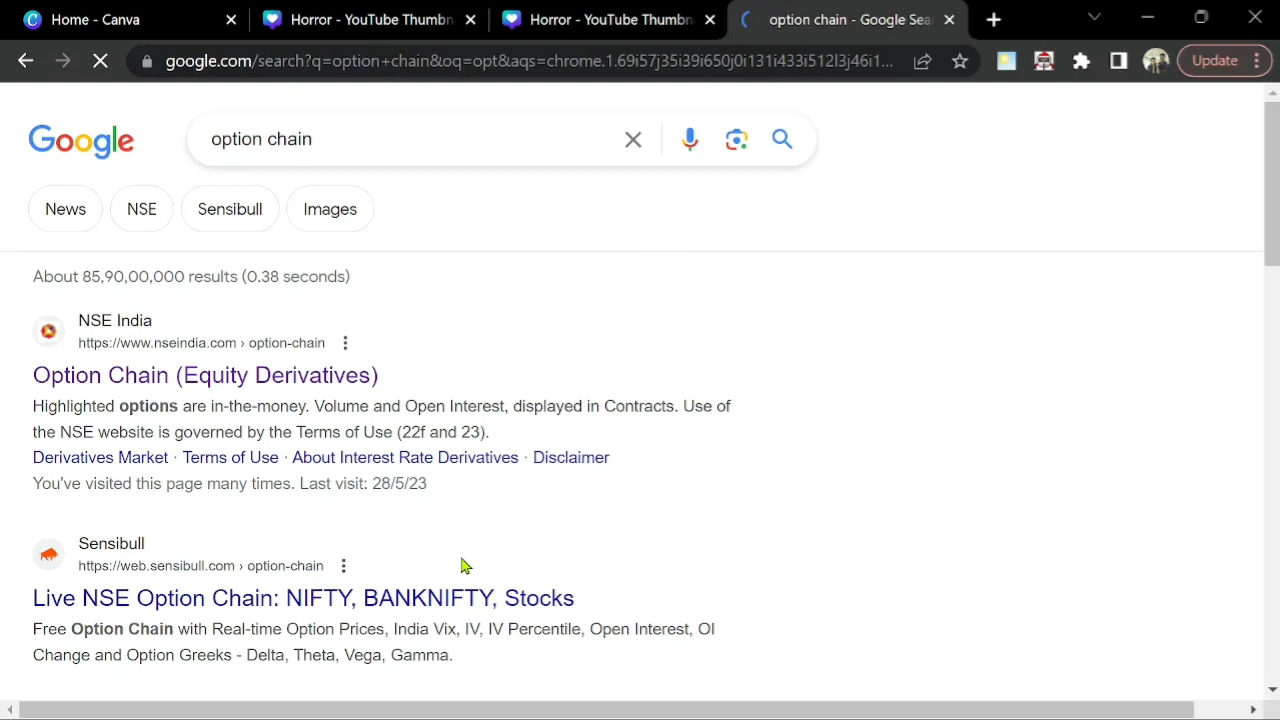 Home - Canva
Horror - YouTube Thumbn
Horror - YouTube Thumbn
option chain - Google Sea
google.com/search?q=option+chain&oq=opt&aqs=chrome.1.69i57j35i39i650j0i131i433i512l3j46i1...
Update
Google
option chain
News
NSE
Sensibull
Images
About 85,90,00,000 results (0.38 seconds)
NSE India
https://www.nseindia.com › option-chain
Option Chain (Equity Derivatives)
Highlighted options are in-the-money. Volume and Open Interest, displayed in Contracts. Use of
the NSE website is governed by the Terms of Use (22f and 23).
Derivatives Market · Terms of Use · About Interest Rate Derivatives · Disclaimer
You've visited this page many times. Last visit: 28/5/23
Sensibull
https://web.sensibull.com › option-chain
Live NSE Option Chain: NIFTY, BANKNIFTY, Stocks
Free Option Chain with Real-time Option Prices, India Vix, IV, IV Percentile, Open Interest, OI
Change and Option Greeks - Delta, Theta, Vega, Gamma.